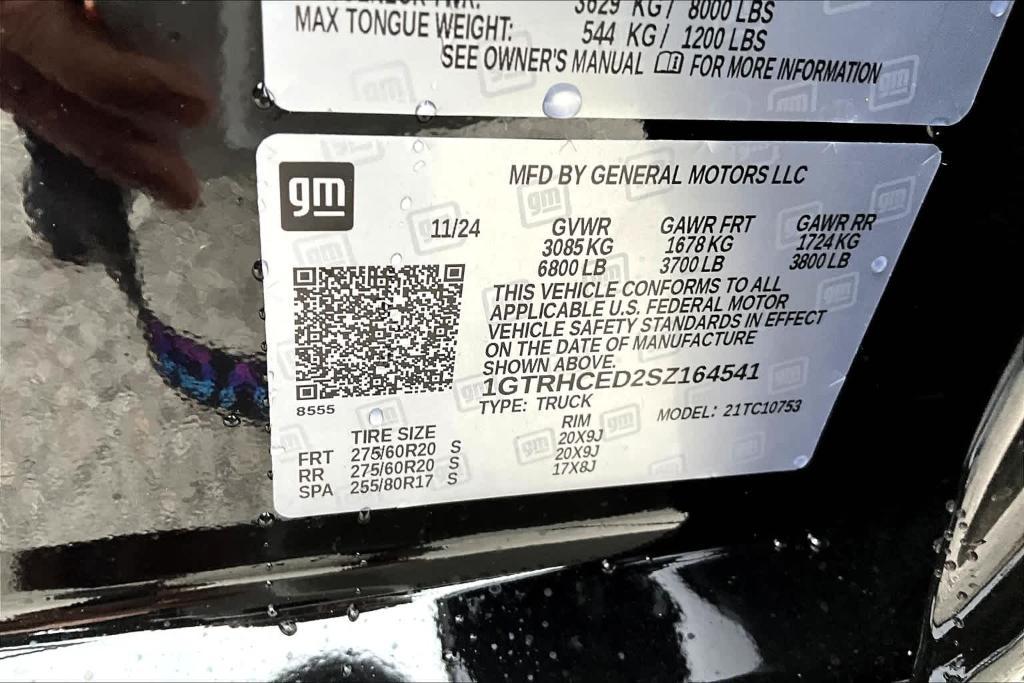 3629 KG/ 8000 LBS
MAX TONGUE WEIGHT: 544 KG/ 1200 LBS
SEE OWNER'S MANUAL FOR MORE INFORMATION
gm
MFD BY GENERAL MOTORS LLC
11/24 GVWR GAWR FRT GAWR RR
3085 KG 1678 KG 1724 KG
6800 LB 3700 LB 3800 LB
THIS VEHICLE CONFORMS TO ALL
APPLICABLE U.S. FEDERAL MOTOR
VEHICLE SAFETY STANDARDS IN EFFECT
ON THE DATE OF MANUFACTURE
SHOWN ABOVE.
1GTRHCED2SZ164541
8555 TYPE: TRUCK MODEL: 21TC10753
TIRE SIZE RIM
FRT 275/60R20 S 20X9J
RR 275/60R20 S 20X9J
SPA 255/80R17 S 17X8J